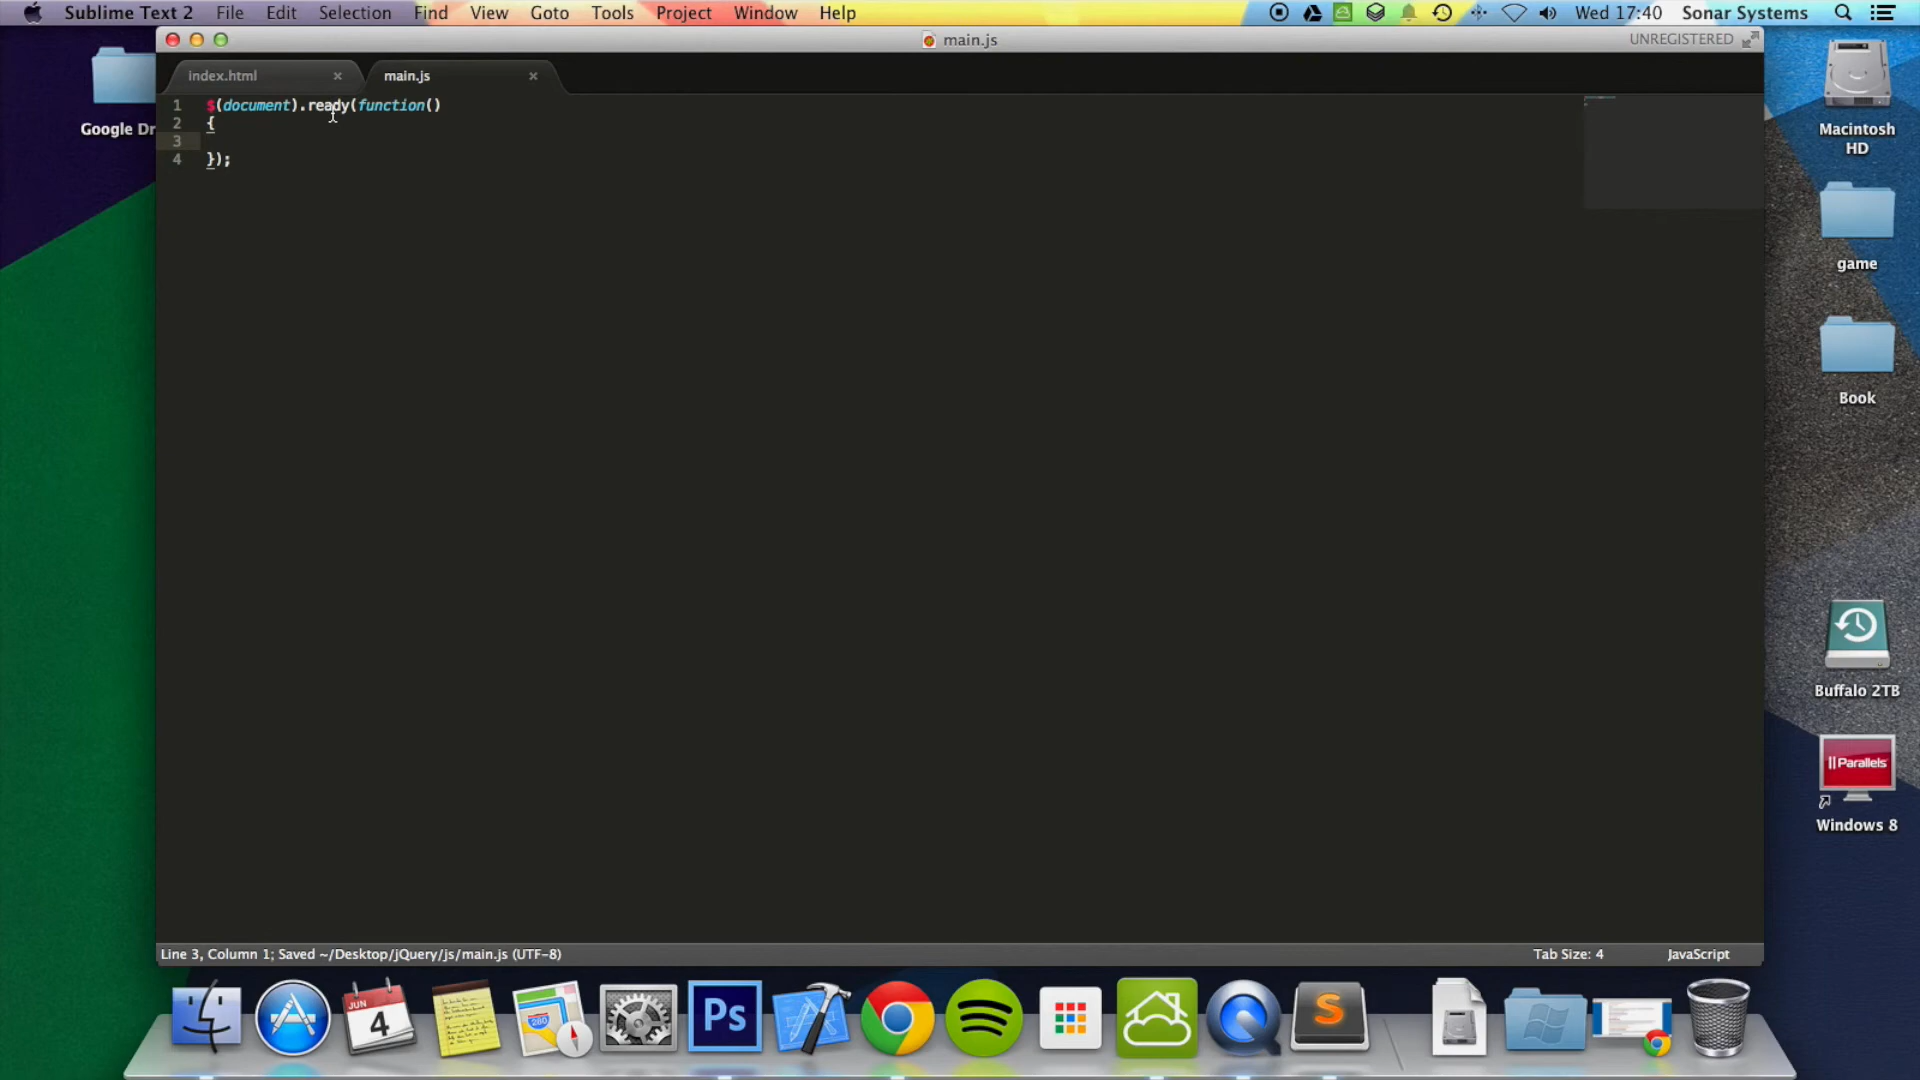 Sublime Text 2 File Edit Selection Find View Goto Tools Project Window Help Wed 17:40 Sonar Systems
main.js UNREGISTERED
index.html main.js
1 $(document).ready(function()
2 {
3
4 });
Google Dr
Macintosh
HD
game
Book
Buffalo 2TB
|| Parallels
Windows 8
Line 3, Column 1; Saved ~/Desktop/jQuery/js/main.js (UTF-8) Tab Size: 4 JavaScript
JUN
4
280
Ps
S